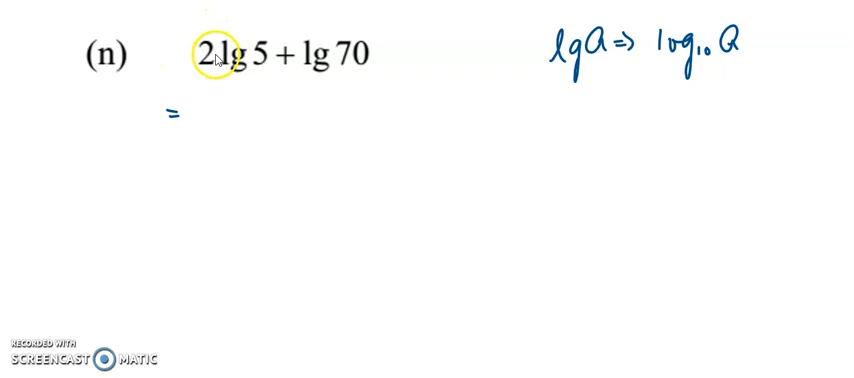 (n) 2 lg 5 + lg 70
lg a ⇒ log₁₀ a
=
RECORDED WITH
SCREENCAST MATIC